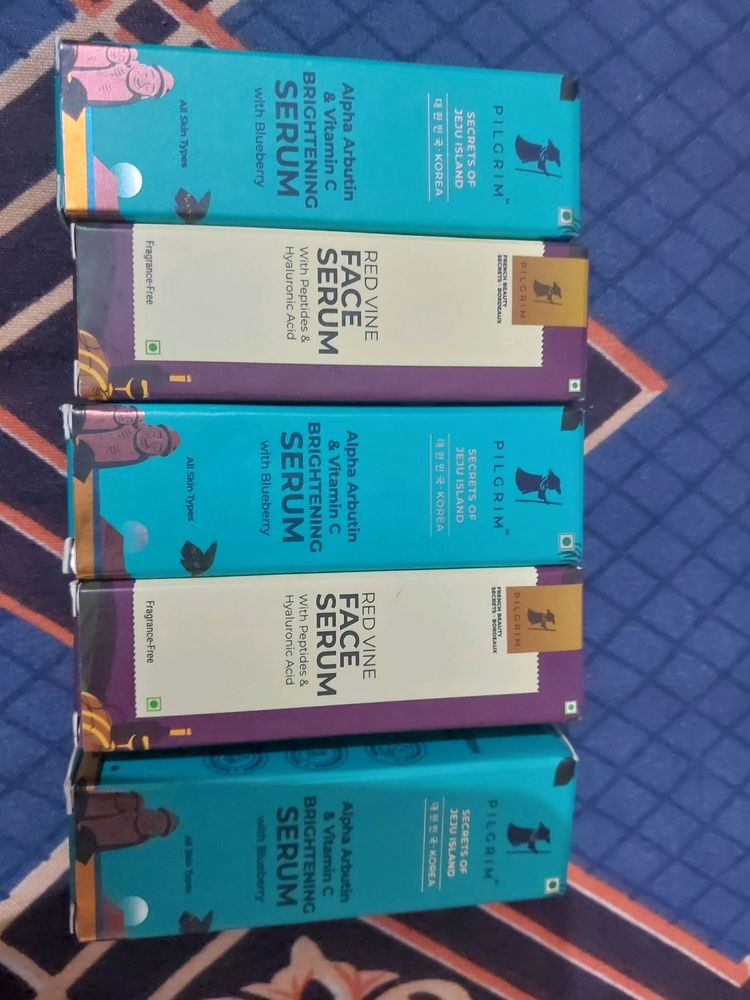 PILGRIM™
SECRETS OF
JEJU ISLAND
대한민국·KOREA
Alpha Arbutin
& Vitamin C
BRIGHTENING
SERUM
with Blueberry
All Skin Types
PILGRIM
FRENCH BEAUTY
SECRETS · BORDEAUX
RED VINE
FACE
SERUM
With Peptides &
Hyaluronic Acid
Fragrance-Free
PILGRIM™
SECRETS OF
JEJU ISLAND
대한민국·KOREA
Alpha Arbutin
& Vitamin C
BRIGHTENING
SERUM
with Blueberry
All Skin Types
PILGRIM
FRENCH BEAUTY
SECRETS · BORDEAUX
RED VINE
FACE
SERUM
With Peptides &
Hyaluronic Acid
Fragrance-Free
PILGRIM™
SECRETS OF
JEJU ISLAND
대한민국·KOREA
Alpha Arbutin
& Vitamin C
BRIGHTENING
SERUM
with Blueberry
All Skin Types